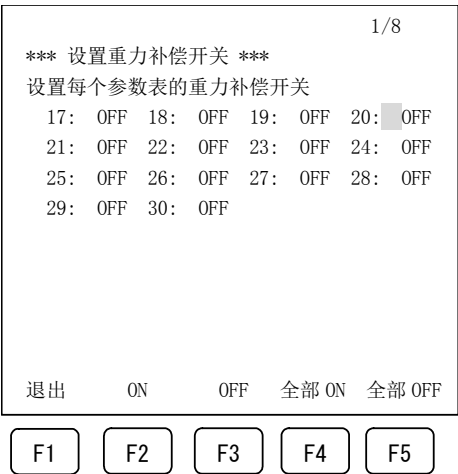 1/8
*** 设置重力补偿开关 ***
设置每个参数表的重力补偿开关
17: OFF 18: OFF 19: OFF 20: OFF
21: OFF 22: OFF 23: OFF 24: OFF
25: OFF 26: OFF 27: OFF 28: OFF
29: OFF 30: OFF
退出 ON OFF 全部 ON 全部 OFF
F1 F2 F3 F4 F5